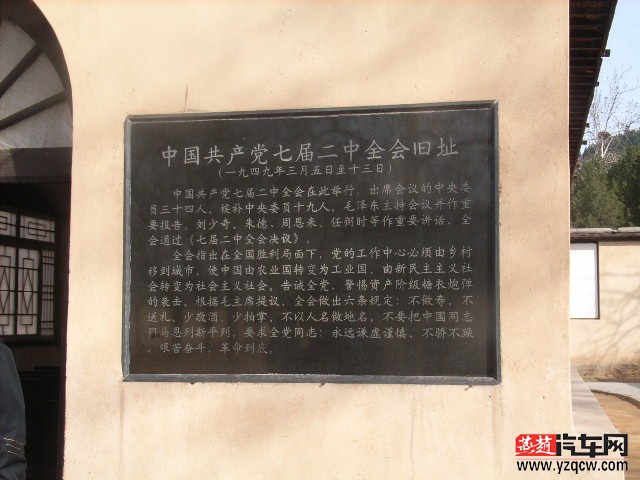 中国共产党七届二中全会旧址
(一九四九年三月五日至十三日)
中国共产党七届二中全会在此举行。出席会议的中央委
员三十四人,候补中央委员十九人。毛泽东主持会议并作重
要报告。刘少奇、朱德、周恩来、任弼时等作重要讲话。全
会通过《七届二中全会决议》。
全会指出在全国胜利局面下,党的工作中心必须由乡村
移到城市,使中国由农业国转变为工业国,由新民主主义社
会转变为社会主义社会。告诫全党,警惕资产阶级糖衣炮弹
的袭击。根据毛主席提议,全会做出六条规定:不做寿、不
送礼、少敬酒、少拍掌、不以人名做地名、不要把中国同志
同马恩列斯平列。要求全党同志:永远谦虚谨慎、不骄不躁
、艰苦奋斗,革命到底。
燕赵汽车网
www.yzqcw.com